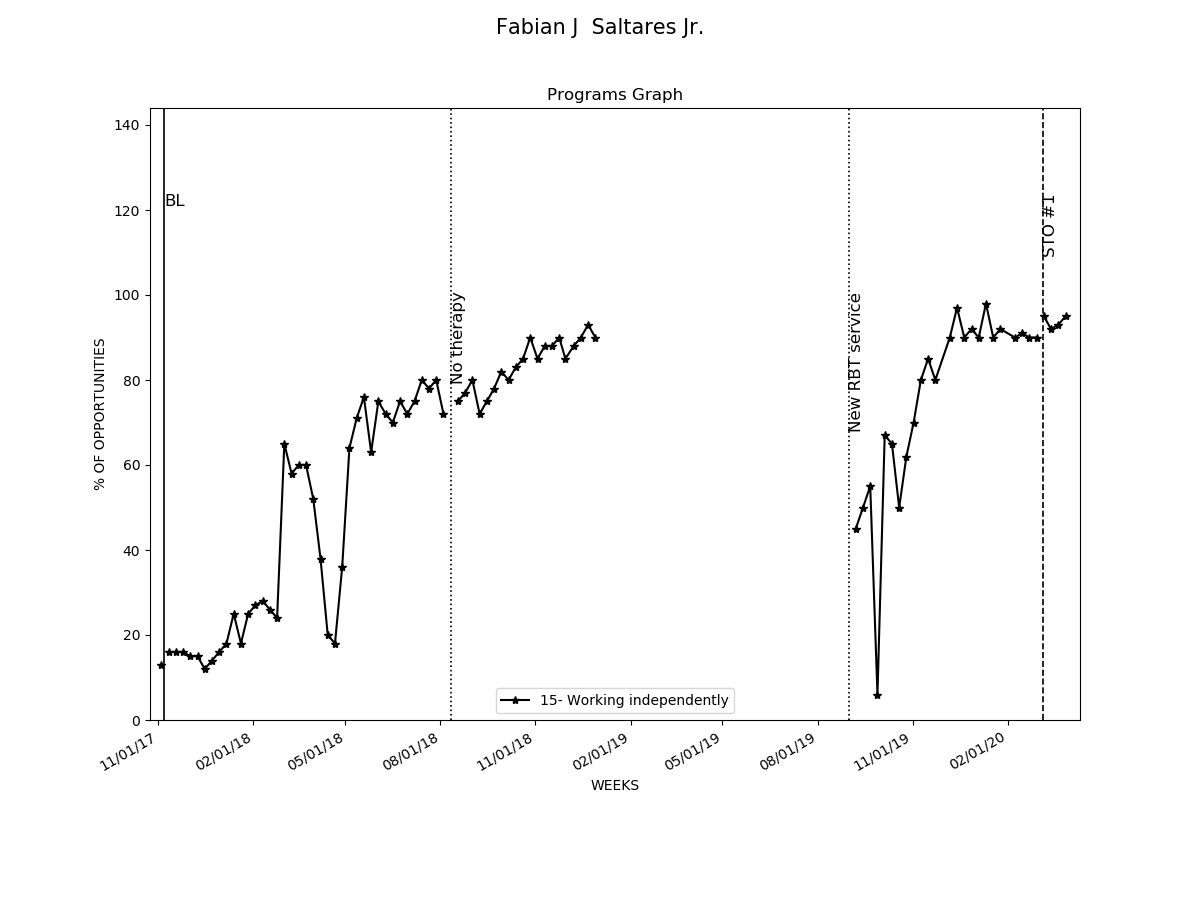 Fabian J  Saltares Jr.
Programs Graph
140
120
100
80
60
40
20
0
% OF OPPORTUNITIES
BL
No therapy
New RBT service
STO #1
15- Working independently
11/01/17
02/01/18
05/01/18
08/01/18
11/01/18
02/01/19
05/01/19
08/01/19
11/01/19
02/01/20
WEEKS